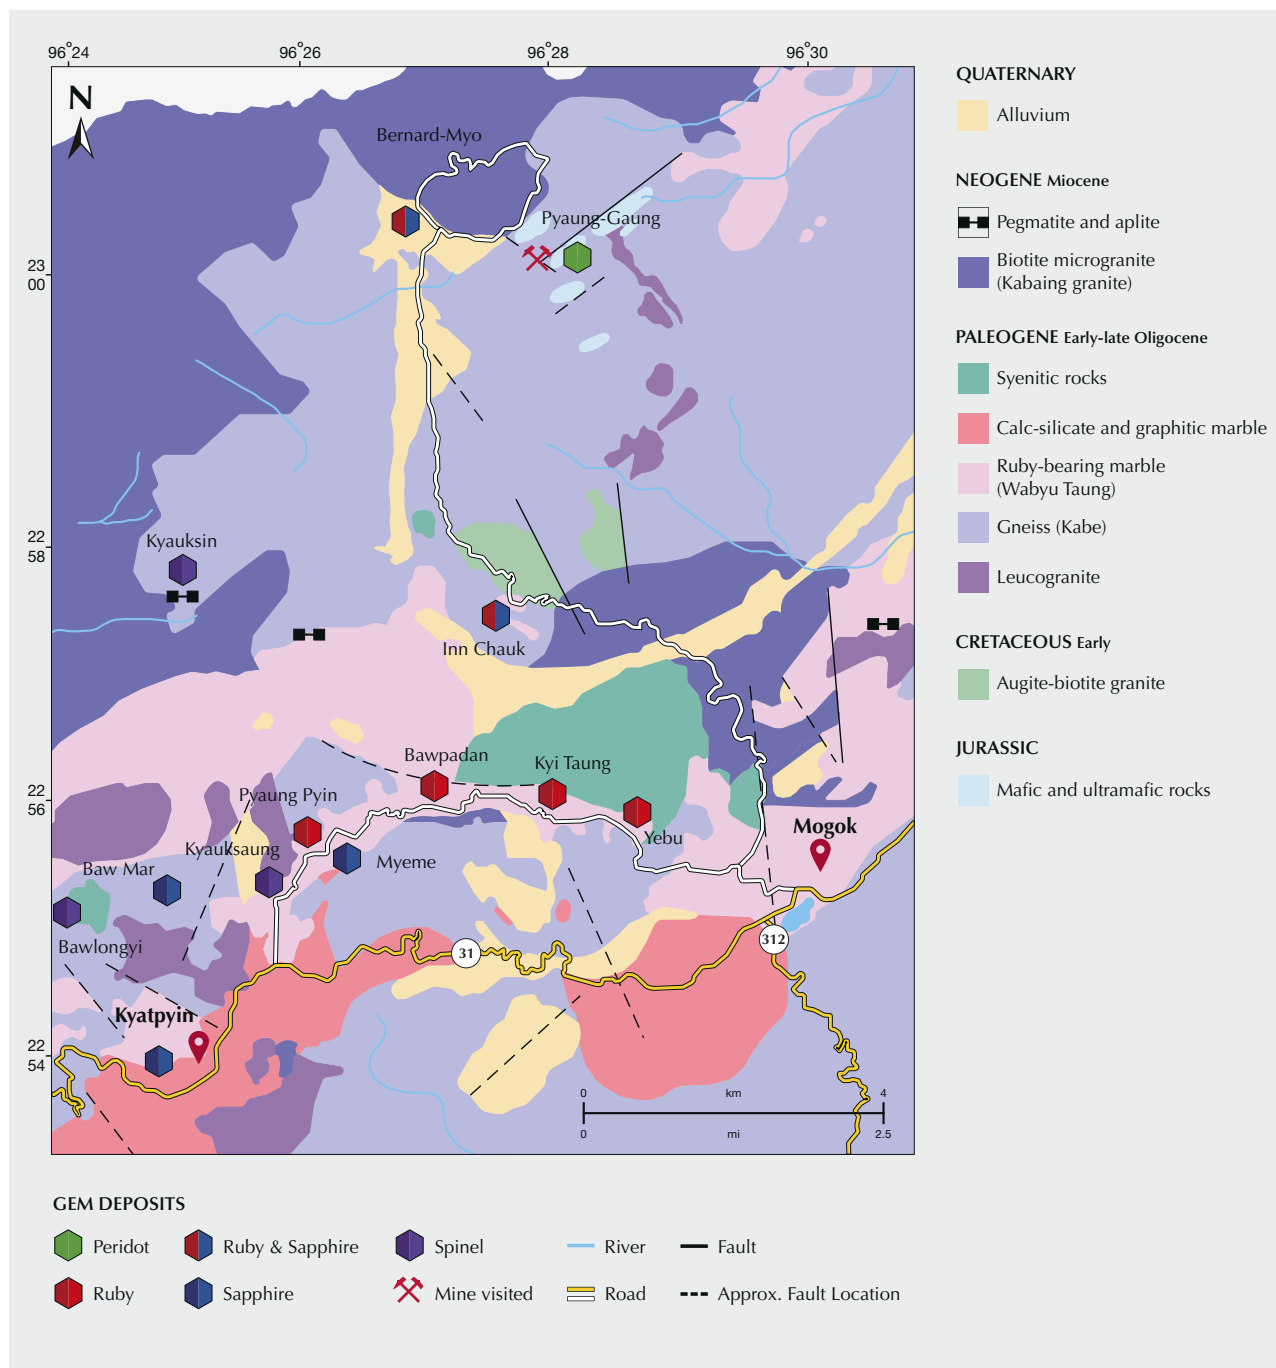 96°24 96°26 96°28 96°30
N
Bernard-Myo
Pyaung-Gaung
23
00
Kyauksin
22
58
Inn Chauk
Bawpadan
Kyi Taung
22
56
Pyaung Pyin
Yebu
Mogok
Kyauksaung
Myeme
Baw Mar
Bawlongyi
31
312
Kyatpyin
22
54
0 km 4
0 mi 2.5
QUATERNARY
Alluvium
NEOGENE Miocene
Pegmatite and aplite
Biotite microgranite
(Kabaing granite)
PALEOGENE Early-late Oligocene
Syenitic rocks
Calc-silicate and graphitic marble
Ruby-bearing marble
(Wabyu Taung)
Gneiss (Kabe)
Leucogranite
CRETACEOUS Early
Augite-biotite granite
JURASSIC
Mafic and ultramafic rocks
GEM DEPOSITS
Peridot Ruby & Sapphire Spinel River Fault
Ruby Sapphire Mine visited Road Approx. Fault Location